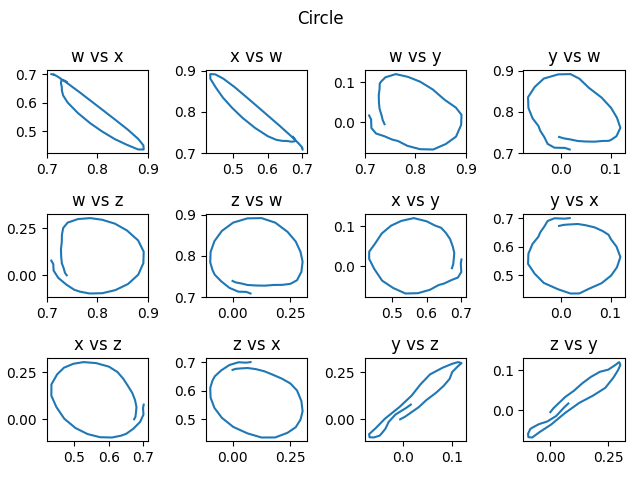 Circle
w vs x
x vs w
w vs y
y vs w
0.7
0.6
0.5
0.7 0.8 0.9
0.9
0.8
0.7
0.5 0.6 0.7
0.1
0.0
0.7 0.8 0.9
0.9
0.8
0.7
0.0 0.1
w vs z
z vs w
x vs y
y vs x
0.25
0.00
0.7 0.8 0.9
0.9
0.8
0.7
0.00 0.25
0.1
0.0
0.5 0.6 0.7
0.7
0.6
0.5
0.0 0.1
x vs z
z vs x
y vs z
z vs y
0.25
0.00
0.5 0.6 0.7
0.7
0.6
0.5
0.00 0.25
0.25
0.00
0.0 0.1
0.1
0.0
0.00 0.25